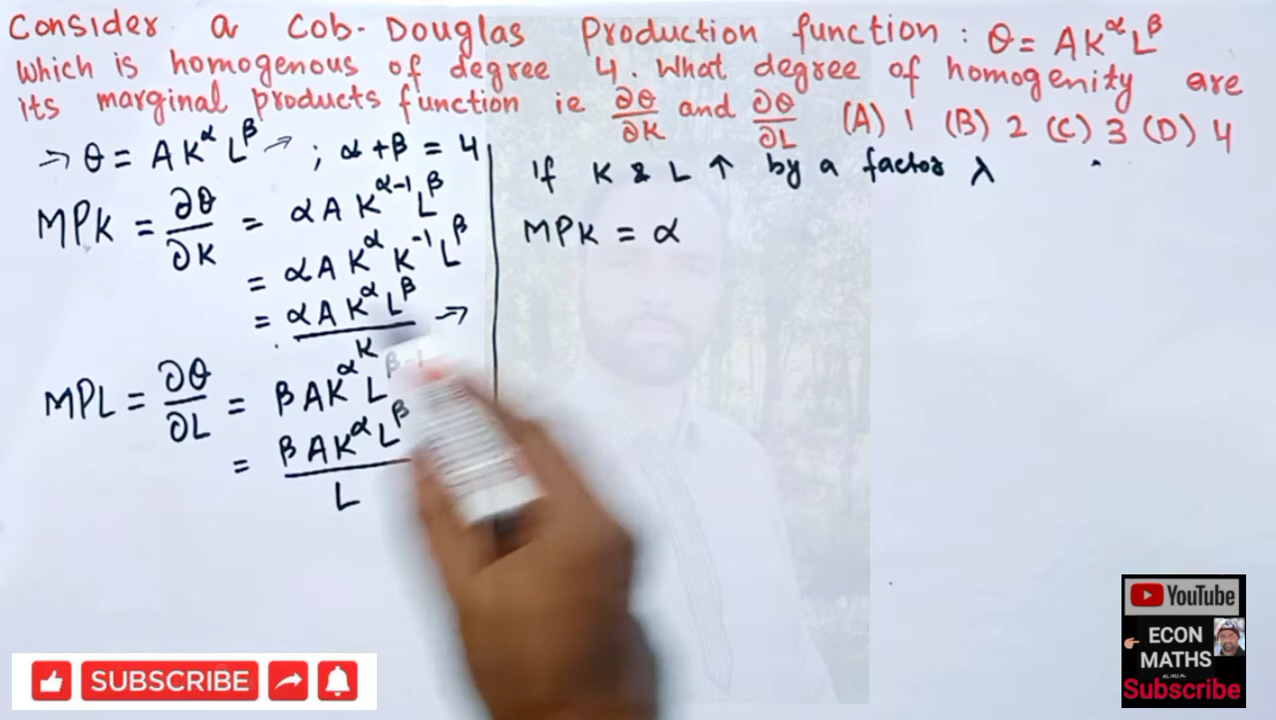 Consider a Cob-Douglas Production function: Q = AK^α L^β
which is homogenous of degree 4. What degree of homogenity are
its marginal products function ie ∂Q/∂K and ∂Q/∂L (A) 1 (B) 2 (C) 3 (D) 4
→ Q = AK^α L^β → ; α + β = 4
MPK = ∂Q/∂K = αAK^α-1 L^β
= αAK^α K^-1 L^β
= αAK^α L^β / K →
MPL = ∂Q/∂L = βAK^α L^β-1
= βAK^α L^β / L
If K & L ↑ by a factor λ
MPK = α
SUBSCRIBE
YouTube
ECON
MATHS
Subscribe